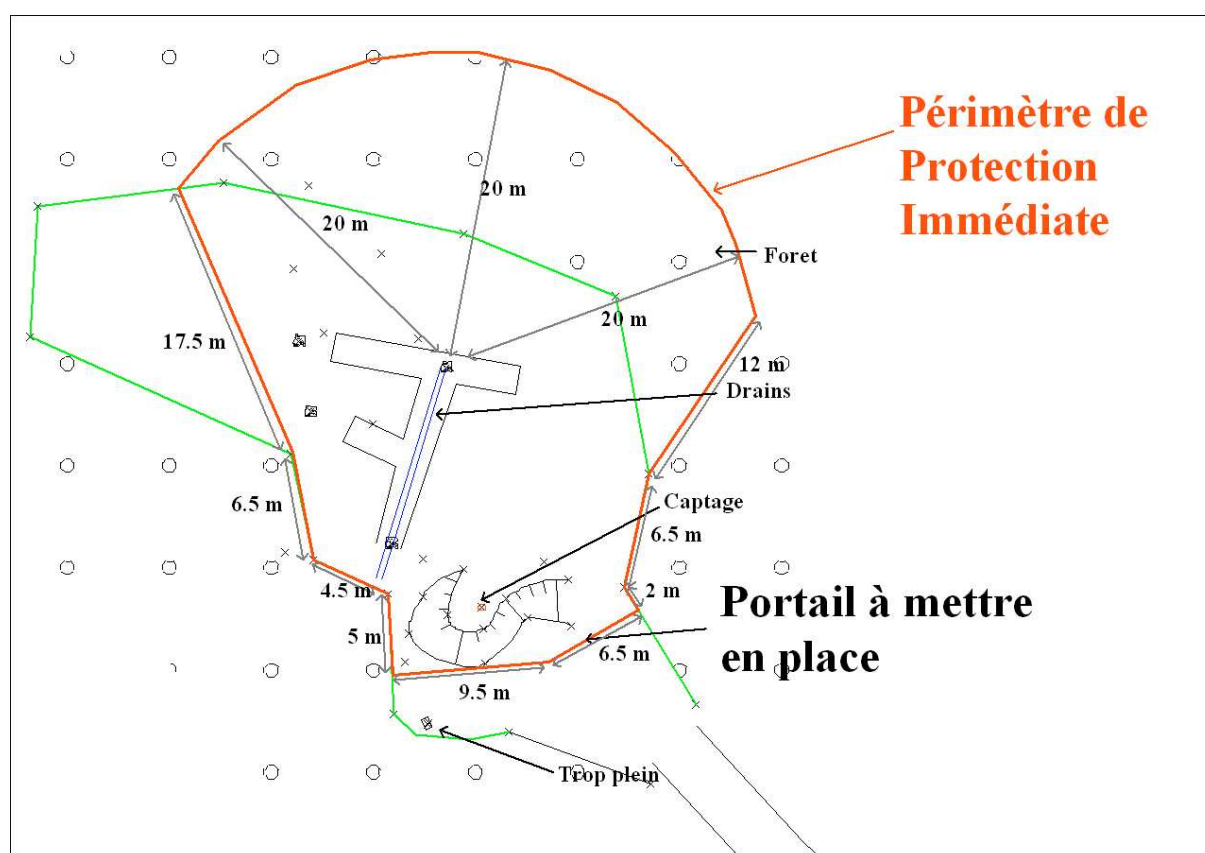 Périmètre de
Protection
Immédiate
20 m
20 m
Foret
20 m
17.5 m
12 m
Drains
6.5 m
Captage
6.5 m
4.5 m
2 m
Portail à mettre
en place
5 m
6.5 m
9.5 m
Trop plein